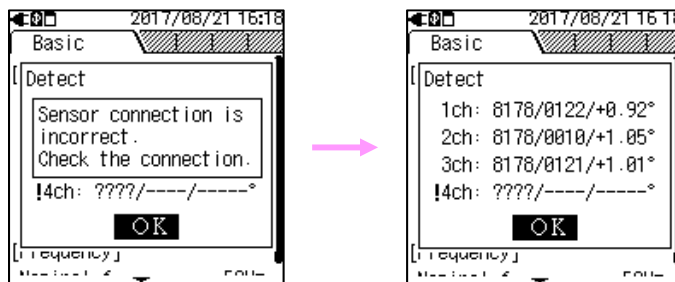 2017/08/21 16:18
Basic
Detect
Sensor connection is
incorrect.
Check the connection.
!4ch: ????/----/-----°
OK
2017/08/21 16
Basic
Detect
1ch: 8178/0122/+0.92°
2ch: 8178/0010/+1.05°
3ch: 8178/0121/+1.01°
!4ch: ????/----/-----°
OK